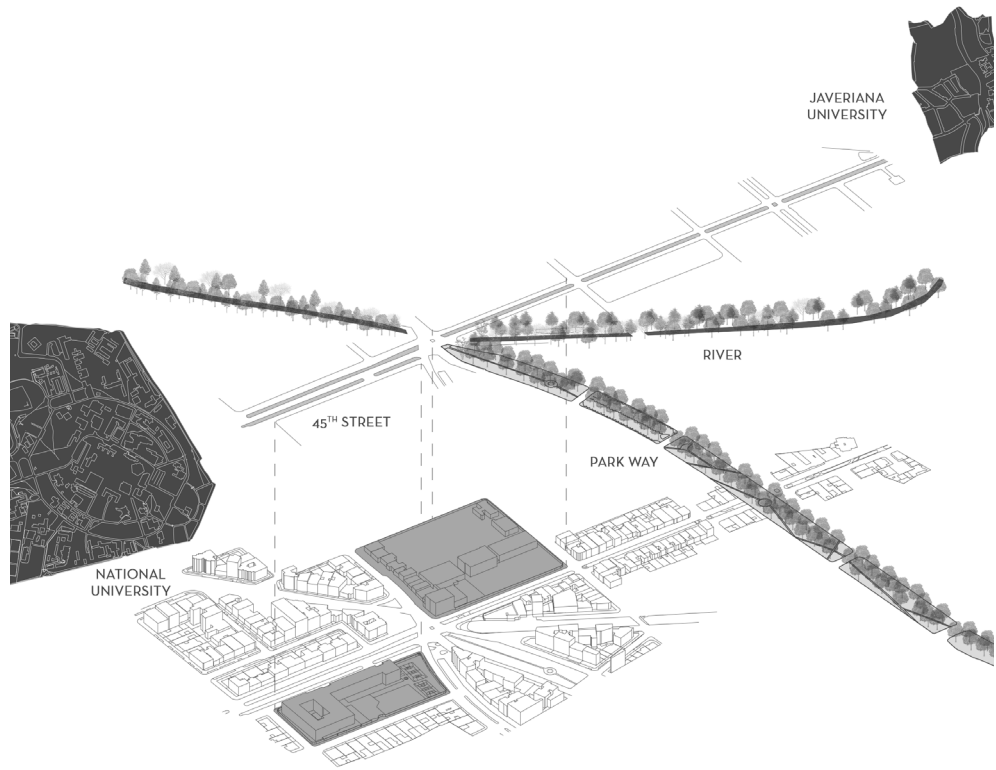 JAVERIANA
UNIVERSITY
RIVER
45TH STREET
PARK WAY
NATIONAL
UNIVERSITY